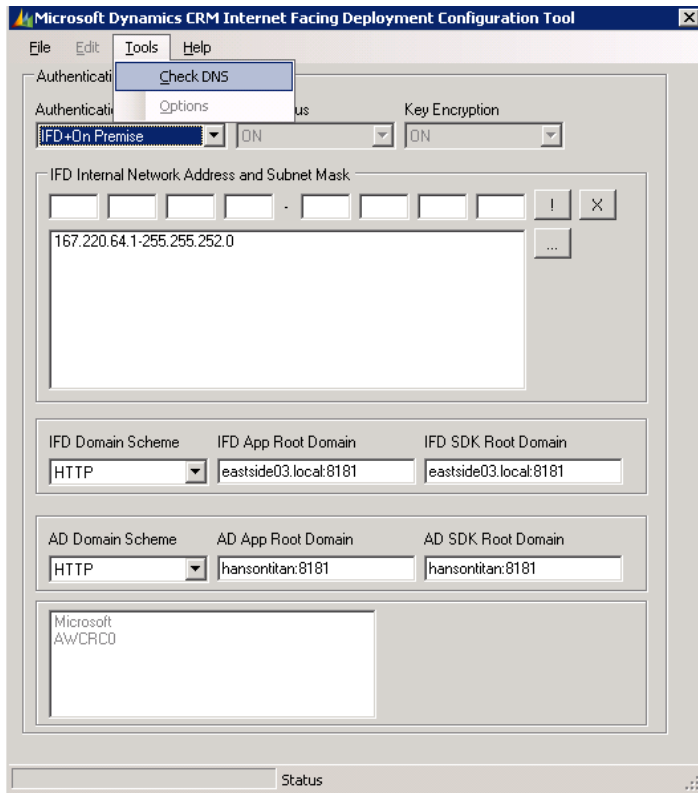 Microsoft Dynamics CRM Internet Facing Deployment Configuration Tool
File Edit Tools Help
Check DNS
Options
Authenticati
Authenticati us Key Encryption
IFD+On Premise ON ON
IFD Internal Network Address and Subnet Mask
- ! X
167.220.64.1-255.255.252.0
...
IFD Domain Scheme IFD App Root Domain IFD SDK Root Domain
HTTP eastside03.local:8181 eastside03.local:8181
AD Domain Scheme AD App Root Domain AD SDK Root Domain
HTTP hansontitan:8181 hansontitan:8181
Microsoft
AWCRC0
Status